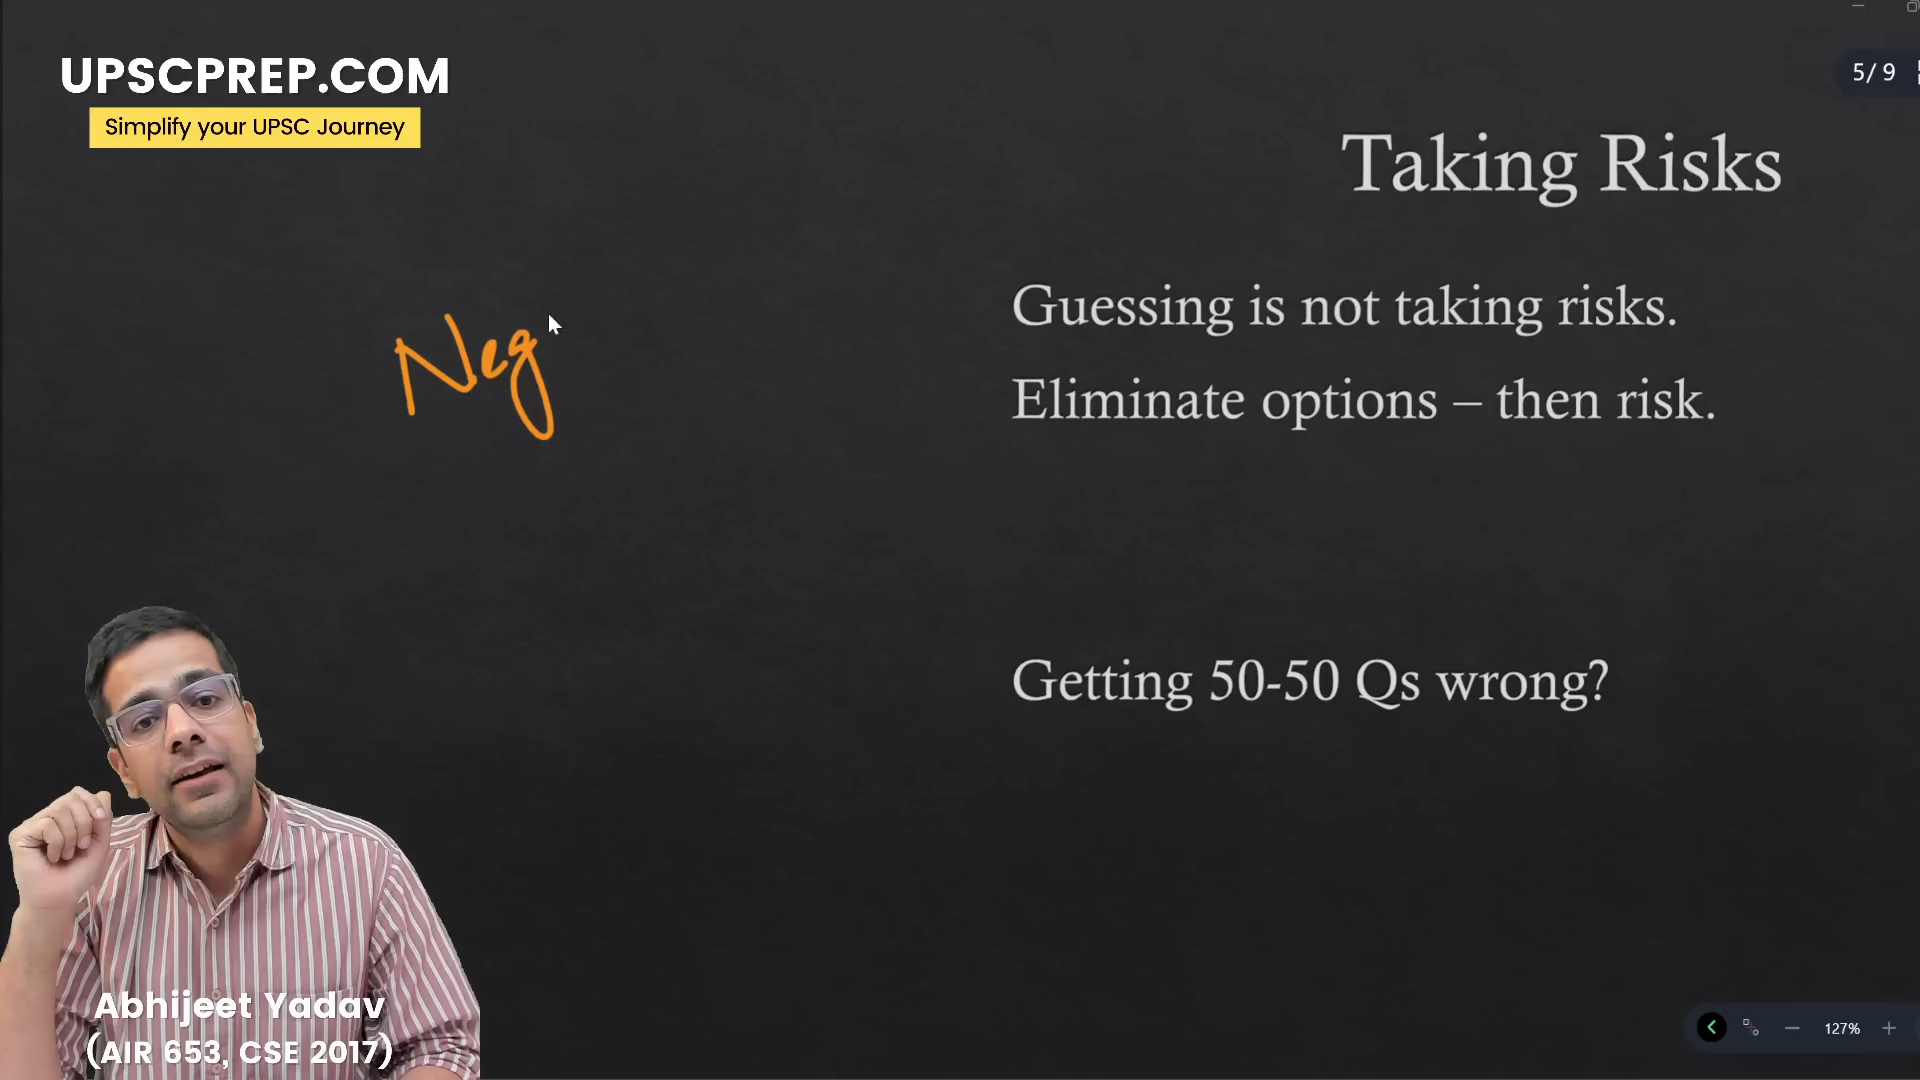 UPSCPREP.COM
Simplify your UPSC Journey
5/9
Taking Risks
Guessing is not taking risks.
Eliminate options – then risk.
Neg
Getting 50-50 Qs wrong?
Abhijeet Yadav
(AIR 653, CSE 2017)
127%